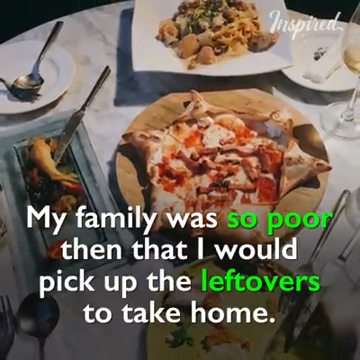 Inspired
My family was so poor
then that I would
pick up the leftovers
to take home.